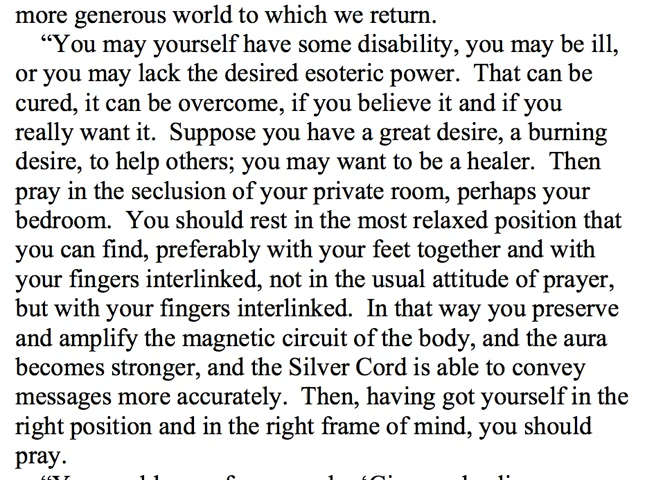 more generous world to which we return.
“You may yourself have some disability, you may be ill,
or you may lack the desired esoteric power.  That can be
cured, it can be overcome, if you believe it and if you
really want it.  Suppose you have a great desire, a burning
desire, to help others; you may want to be a healer.  Then
pray in the seclusion of your private room, perhaps your
bedroom.  You should rest in the most relaxed position that
you can find, preferably with your feet together and with
your fingers interlinked, not in the usual attitude of prayer,
but with your fingers interlinked.  In that way you preserve
and amplify the magnetic circuit of the body, and the aura
becomes stronger, and the Silver Cord is able to convey
messages more accurately.  Then, having got yourself in the
right position and in the right frame of mind, you should
pray.